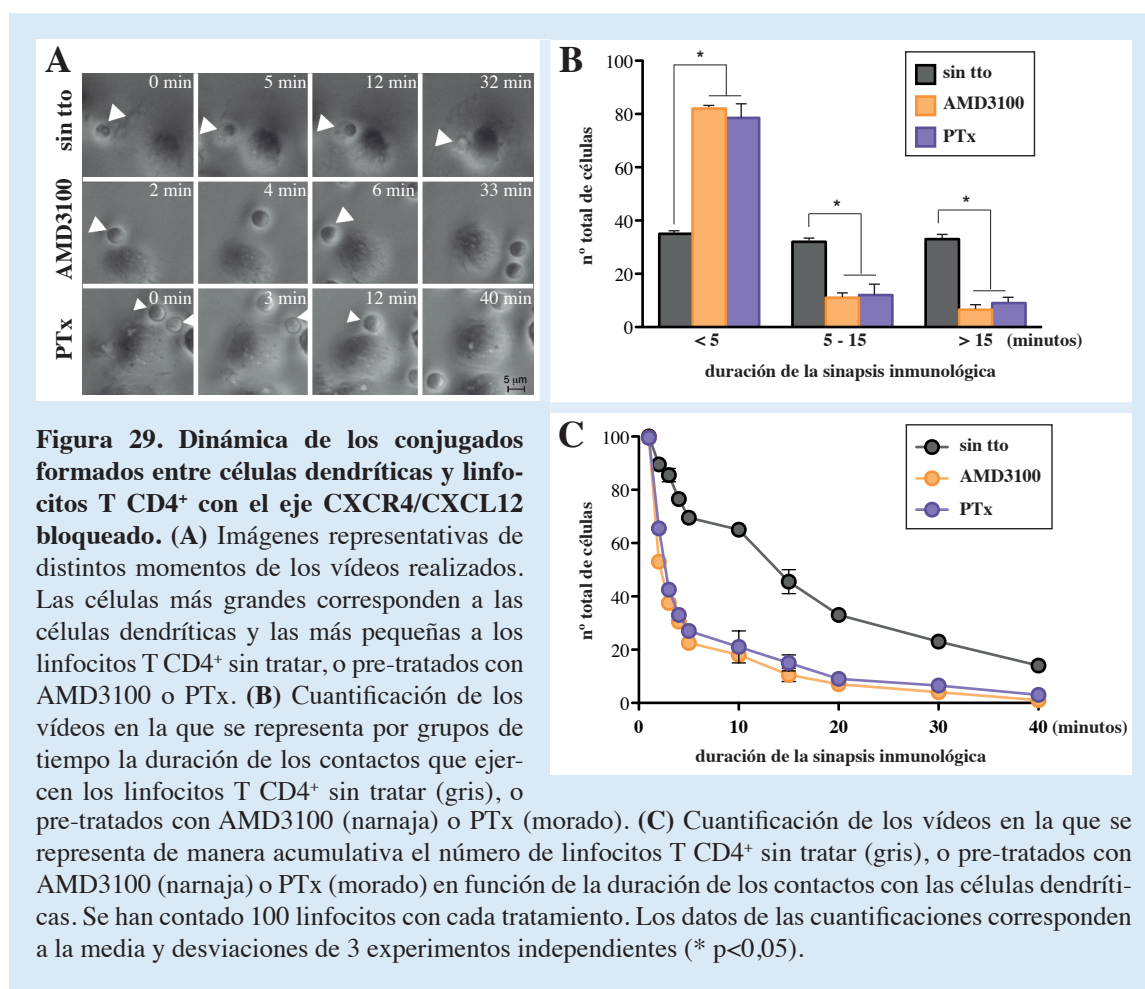 A
sin tto
0 min
5 min
12 min
32 min
AMD3100
2 min
4 min
6 min
33 min
PTx
0 min
3 min
12 min
40 min
5 µm
B
nº total de células
100
80
60
40
20
0
*
*
*
sin tto
AMD3100
PTx
< 5
5 - 15
> 15
(minutos)
duración de la sinapsis inmunológica
C
nº total de células
100
80
60
40
20
0
sin tto
AMD3100
PTx
0
10
20
30
40
(minutos)
duración de la sinapsis inmunológica
Figura 29. Dinámica de los conjugados
formados entre células dendríticas y linfo-
citos T CD4⁺ con el eje CXCR4/CXCL12
bloqueado. (A) Imágenes representativas de
distintos momentos de los vídeos realizados.
Las células más grandes corresponden a las
células dendríticas y las más pequeñas a los
linfocitos T CD4⁺ sin tratar, o pre-tratados con
AMD3100 o PTx. (B) Cuantificación de los
vídeos en la que se representa por grupos de
tiempo la duración de los contactos que ejer-
cen los linfocitos T CD4⁺ sin tratar (gris), o
pre-tratados con AMD3100 (narnaja) o PTx (morado). (C) Cuantificación de los vídeos en la que se
representa de manera acumulativa el número de linfocitos T CD4⁺ sin tratar (gris), o pre-tratados con
AMD3100 (narnaja) o PTx (morado) en función de la duración de los contactos con las células dendríti-
cas. Se han contado 100 linfocitos con cada tratamiento. Los datos de las cuantificaciones corresponden
a la media y desviaciones de 3 experimentos independientes (* p<0,05).